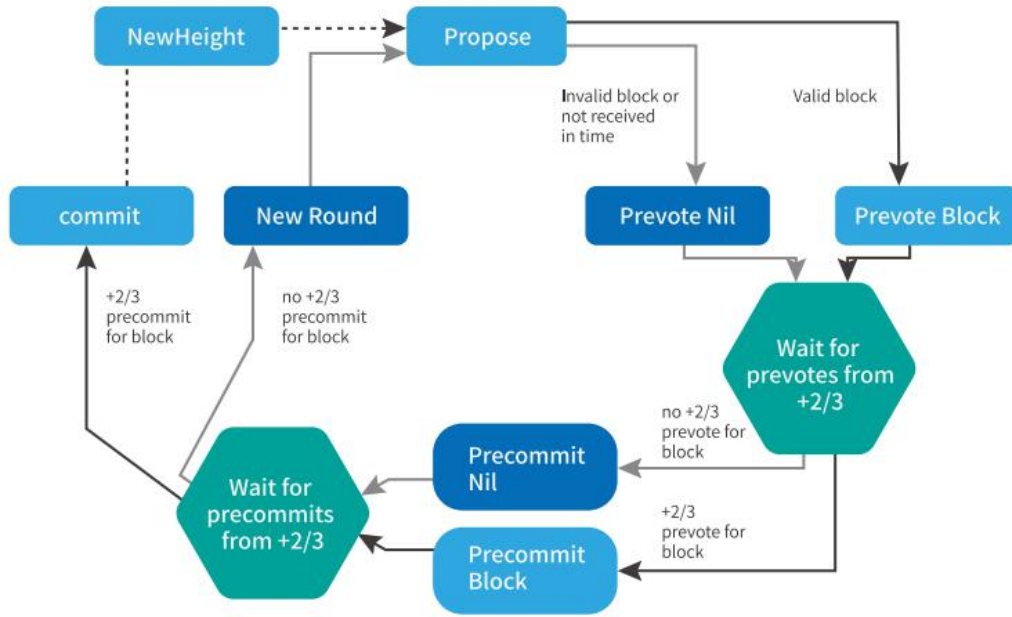 NewHeight
Propose
Invalid block or
not received
in time
Valid block
commit
New Round
Prevote Nil
Prevote Block
+2/3
precommit
for block
no +2/3
precommit
for block
Wait for
prevotes from
+2/3
no +2/3
prevote for
block
Precommit
Nil
Wait for
precommits
from +2/3
+2/3
prevote for
block
Precommit
Block